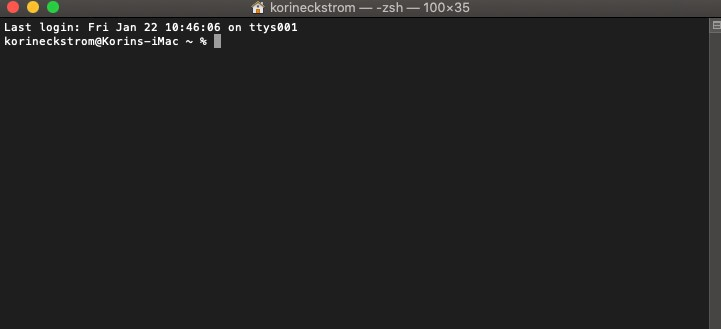 korineckstrom — -zsh — 100×35
Last login: Fri Jan 22 10:46:06 on ttys001
korineckstrom@Korins-iMac ~ %